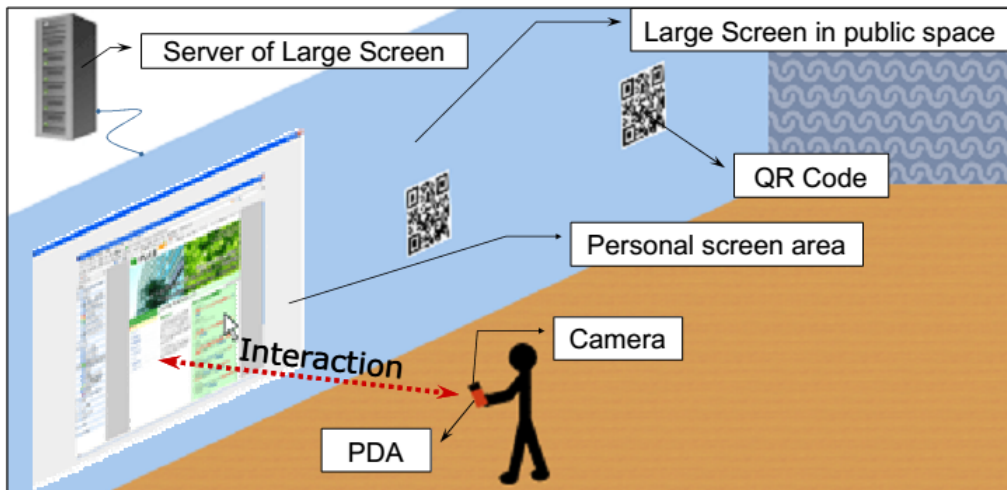 Server of Large Screen
Large Screen in public space
QR Code
Personal screen area
Interaction
Camera
PDA